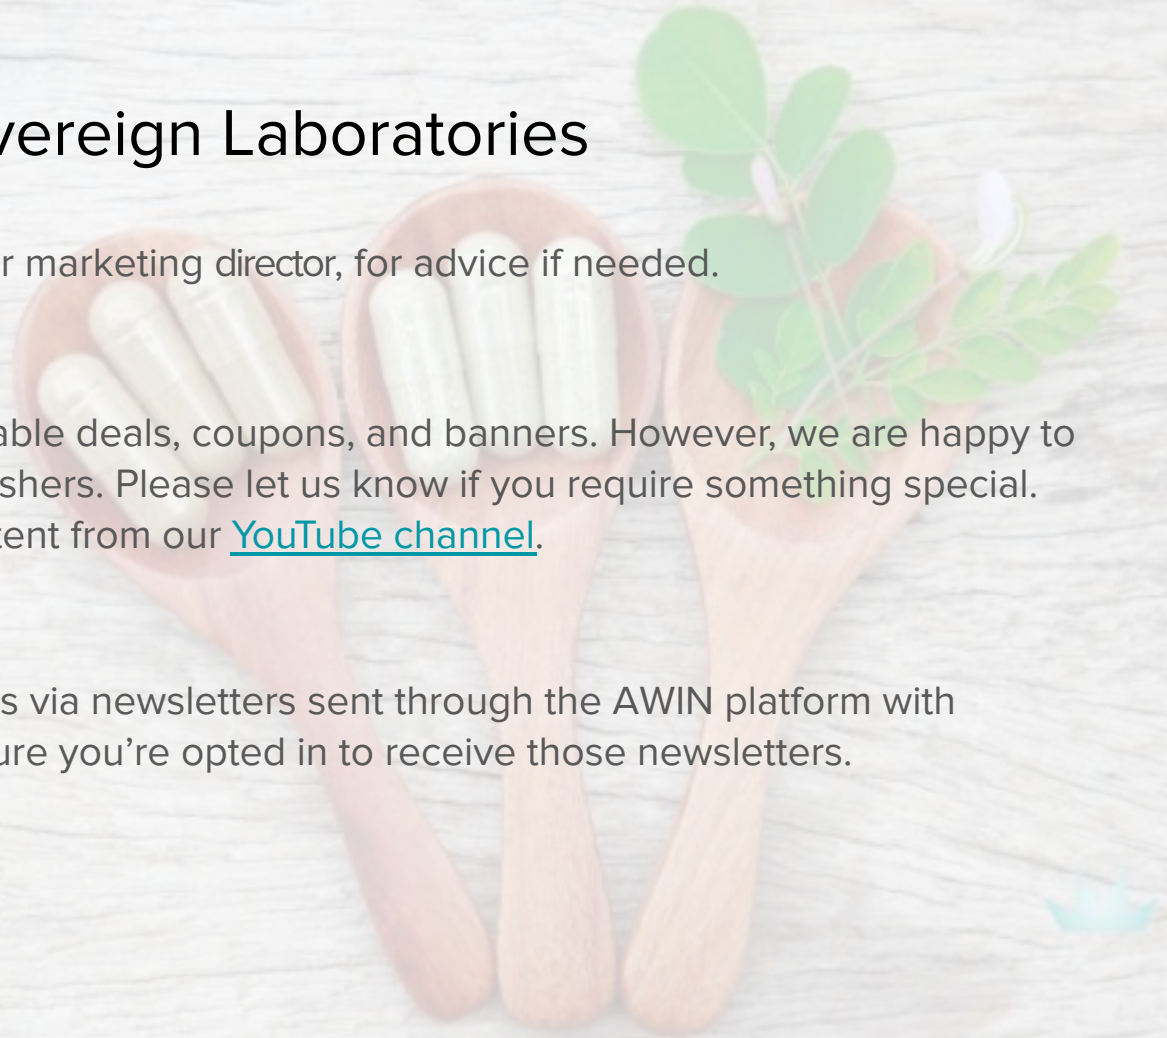 vereign Laboratories
r marketing director, for advice if needed.
able deals, coupons, and banners. However, we are happy to
shers. Please let us know if you require something special.
tent from our YouTube channel.
s via newsletters sent through the AWIN platform with
ure you’re opted in to receive those newsletters.